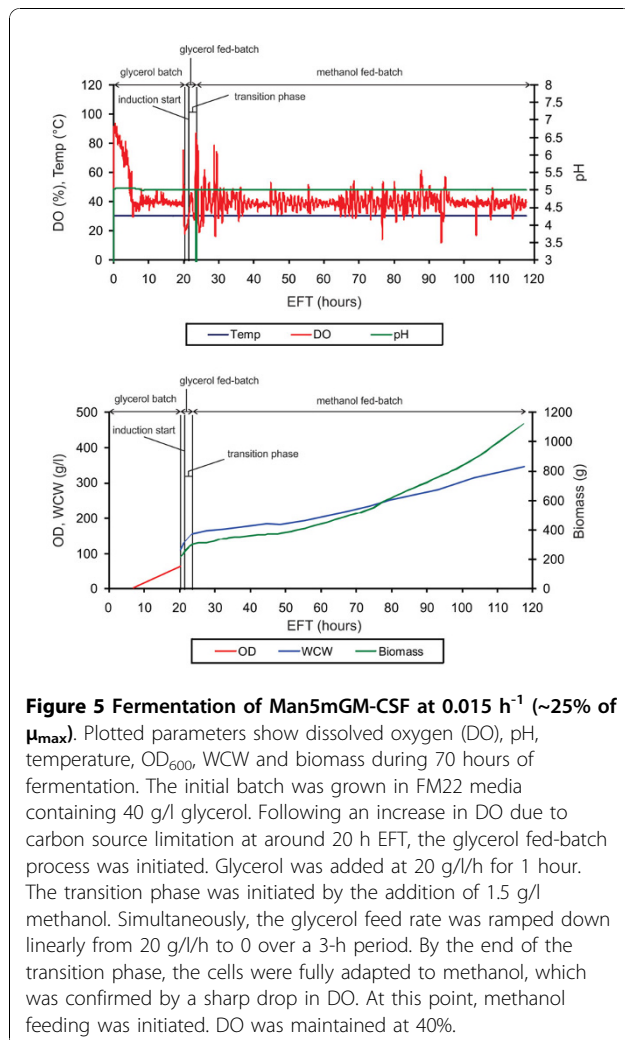 glycerol fed-batch
glycerol batch
methanol fed-batch
induction start
transition phase
120
100
80
60
40
20
0
DO (%), Temp (°C)
8
7.5
7
6.5
6
5.5
5
4.5
4
3.5
3
pH
0 10 20 30 40 50 60 70 80 90 100 110 120
EFT (hours)
Temp DO pH
glycerol fed-batch
glycerol batch
methanol fed-batch
induction start
transition phase
500
400
300
200
100
0
OD, WCW (g/l)
1200
1000
800
600
400
200
0
Biomass (g)
0 10 20 30 40 50 60 70 80 90 100 110 120
EFT (hours)
OD WCW Biomass
Figure 5 Fermentation of Man5mGM-CSF at 0.015 h⁻¹ (~25% of
μmax). Plotted parameters show dissolved oxygen (DO), pH,
temperature, OD₆₀₀, WCW and biomass during 70 hours of
fermentation. The initial batch was grown in FM22 media
containing 40 g/l glycerol. Following an increase in DO due to
carbon source limitation at around 20 h EFT, the glycerol fed-batch
process was initiated. Glycerol was added at 20 g/l/h for 1 hour.
The transition phase was initiated by the addition of 1.5 g/l
methanol. Simultaneously, the glycerol feed rate was ramped down
linearly from 20 g/l/h to 0 over a 3-h period. By the end of the
transition phase, the cells were fully adapted to methanol, which
was confirmed by a sharp drop in DO. At this point, methanol
feeding was initiated. DO was maintained at 40%.